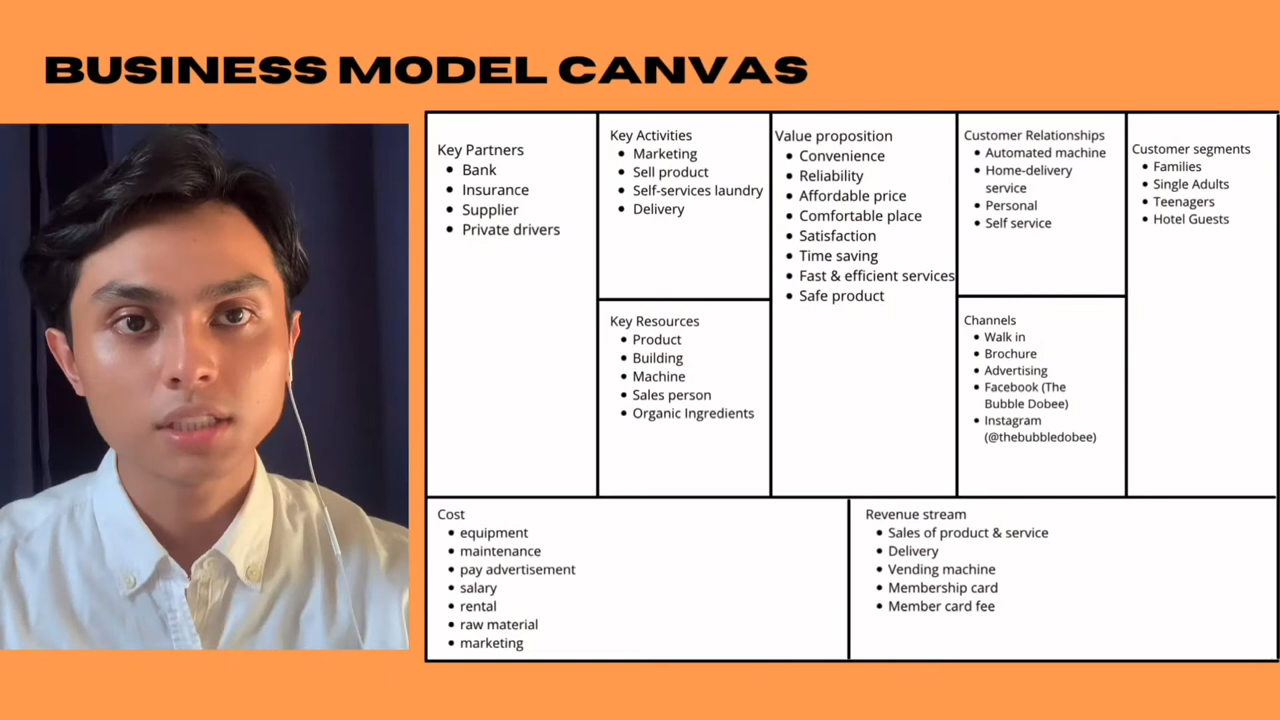 BUSINESS MODEL CANVAS
Key Partners
Bank
Insurance
Supplier
Private drivers
Key Activities
Marketing
Sell product
Self-services laundry
Delivery
Key Resources
Product
Building
Machine
Sales person
Organic Ingredients
Value proposition
Convenience
Reliability
Affordable price
Comfortable place
Satisfaction
Time saving
Fast & efficient services
Safe product
Customer Relationships
Automated machine
Home-delivery
service
Personal
Self service
Channels
Walk in
Brochure
Advertising
Facebook (The
Bubble Dobee)
Instagram
(@thebubbledobee)
Customer segments
Families
Single Adults
Teenagers
Hotel Guests
Cost
equipment
maintenance
pay advertisement
salary
rental
raw material
marketing
Revenue stream
Sales of product & service
Delivery
Vending machine
Membership card
Member card fee